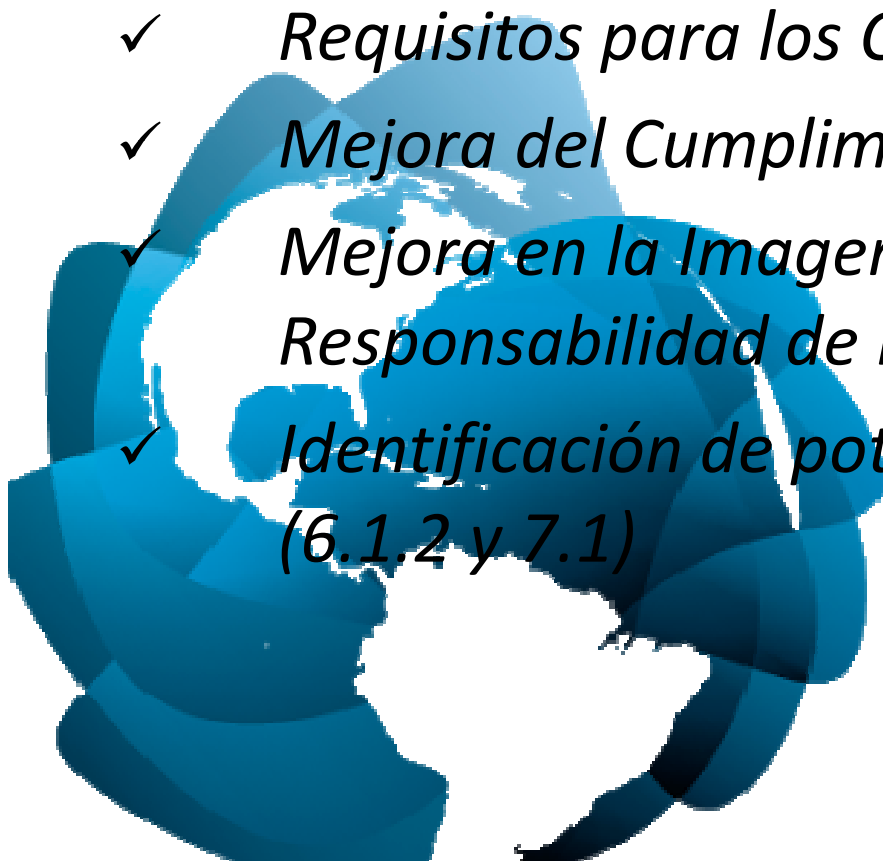 ✓ Requisitos para los
✓ Mejora del
✓ Mejora en la
Responsabilidad de
✓ Identificación de
(6.1.2 y 7.1)